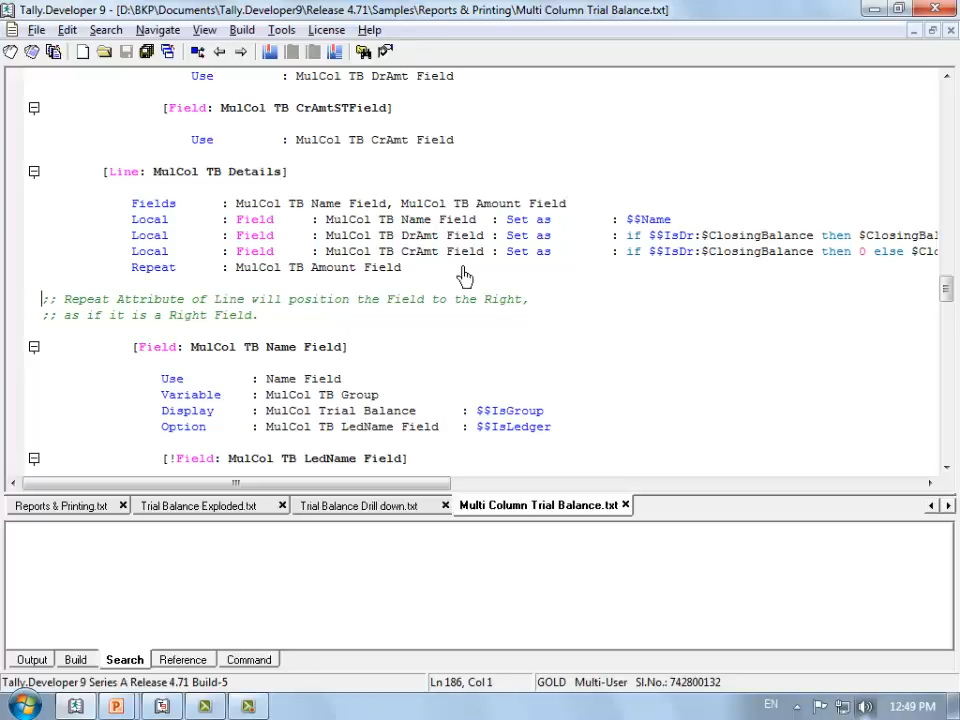 Tally.Developer 9 - [D:\BKP\Documents\Tally.Developer9\Release 4.71\Samples\Reports & Printing\Multi Column Trial Balance.txt]
File Edit Search Navigate View Build Tools License Help
Use : MulCol TB DrAmt Field
[Field: MulCol TB CrAmtSTField]
Use : MulCol TB CrAmt Field
[Line: MulCol TB Details]
Fields : MulCol TB Name Field, MulCol TB Amount Field
Local : Field : MulCol TB Name Field : Set as : $$Name
Local : Field : MulCol TB DrAmt Field : Set as : if $$IsDr:$ClosingBalance then $ClosingBal
Local : Field : MulCol TB CrAmt Field : Set as : if $$IsDr:$ClosingBalance then 0 else $Clo
Repeat : MulCol TB Amount Field
;; Repeat Attribute of Line will position the Field to the Right,
;; as if it is a Right Field.
[Field: MulCol TB Name Field]
Use : Name Field
Variable : MulCol TB Group
Display : MulCol Trial Balance : $$IsGroup
Option : MulCol TB LedName Field : $$IsLedger
[!Field: MulCol TB LedName Field]
Reports & Printing.txt Trial Balance Exploded.txt Trial Balance Drill down.txt Multi Column Trial Balance.txt
Output Build Search Reference Command
Tally.Developer 9 Series A Release 4.71 Build-5 Ln 186, Col 1 GOLD Multi-User Sl.No.: 742800132
EN 12:49 PM